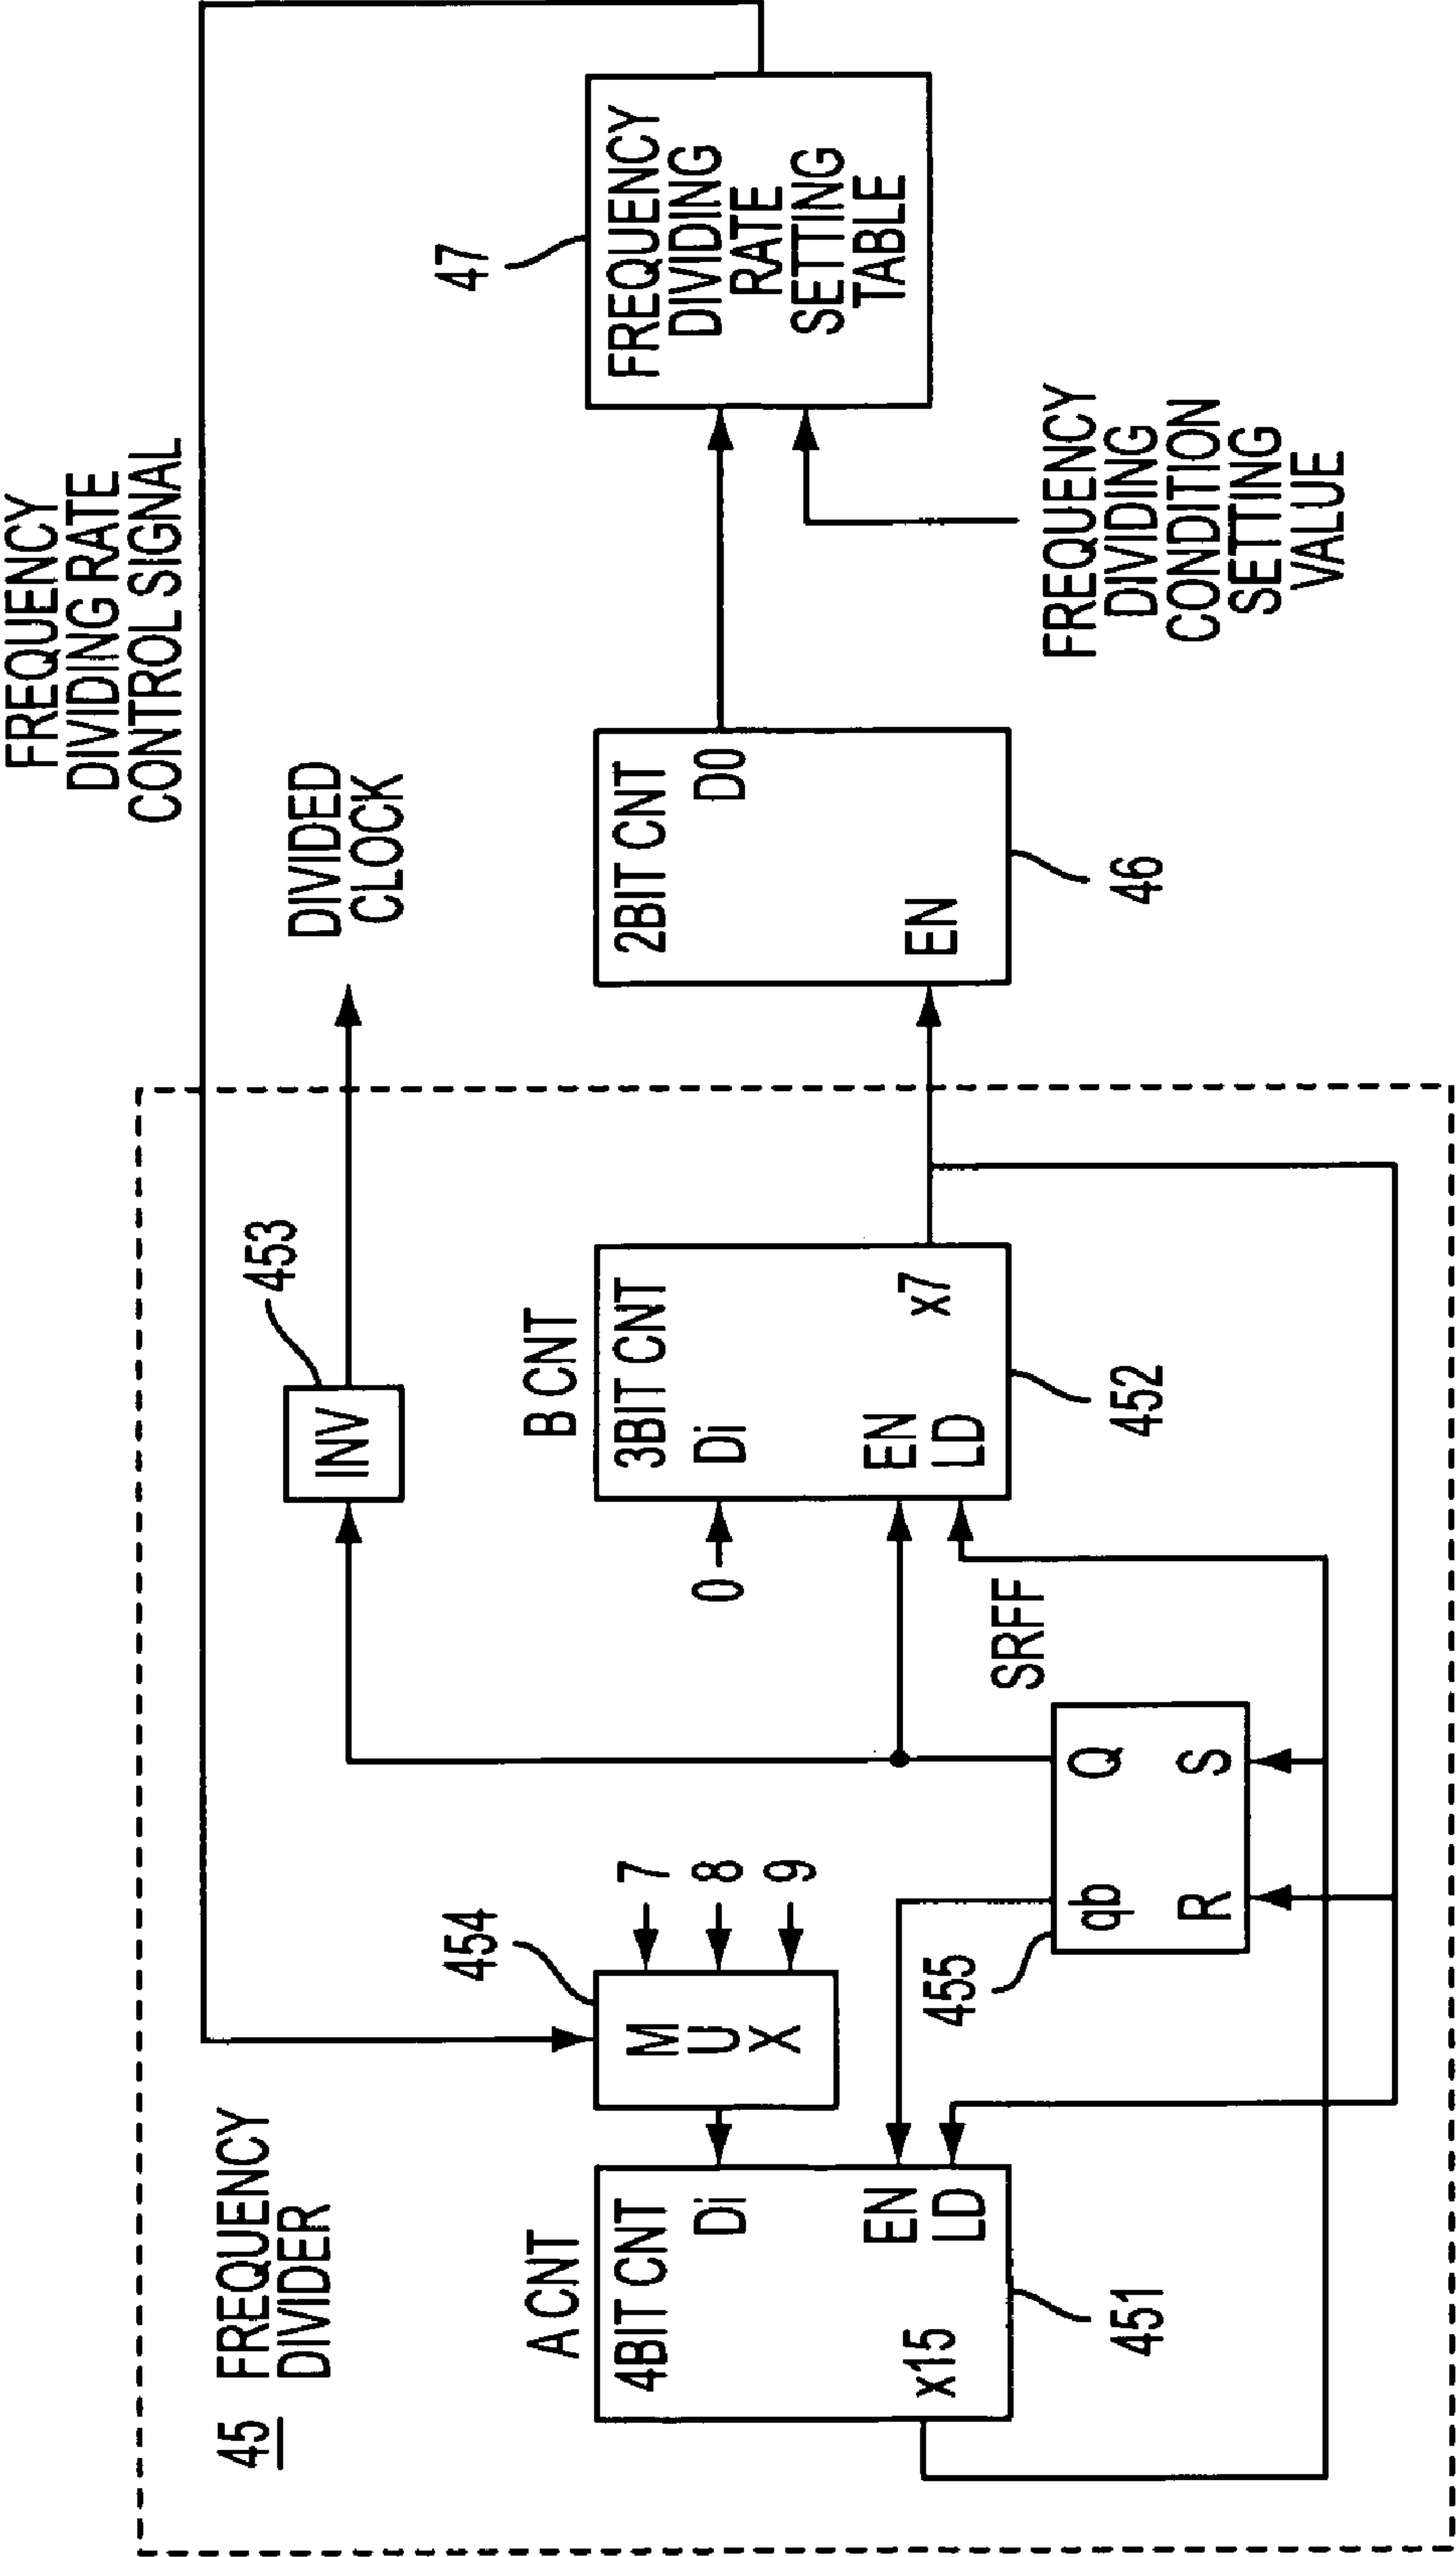 45 FREQUENCY
DIVIDER
FREQUENCY
DIVIDING RATE
CONTROL SIGNAL
DIVIDED
CLOCK
453
INV
454
M
U
X
7
8
9
A CNT
4BIT CNT
Di
EN
LD
x15
451
455
qb
Q
R
S
SRFF
B CNT
3BIT CNT
Di
0
EN
LD
x7
452
2BIT CNT
D0
EN
46
47
FREQUENCY
DIVIDING
RATE
SETTING
TABLE
FREQUENCY
DIVIDING
CONDITION
SETTING
VALUE